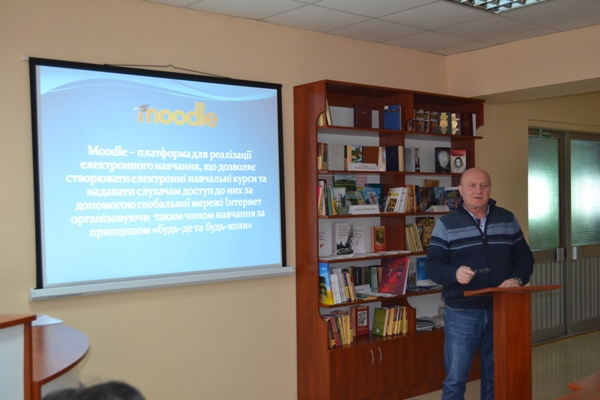 moodle
Moodle – платформа для реалізації
електронного навчання, що дозволяє
створювати електронні навчальні курси та
надавати слухачам доступ до них за
допомогою глобальної мережі Інтернет
організовуючи таким чином навчання за
принципом «будь-де та будь-коли»